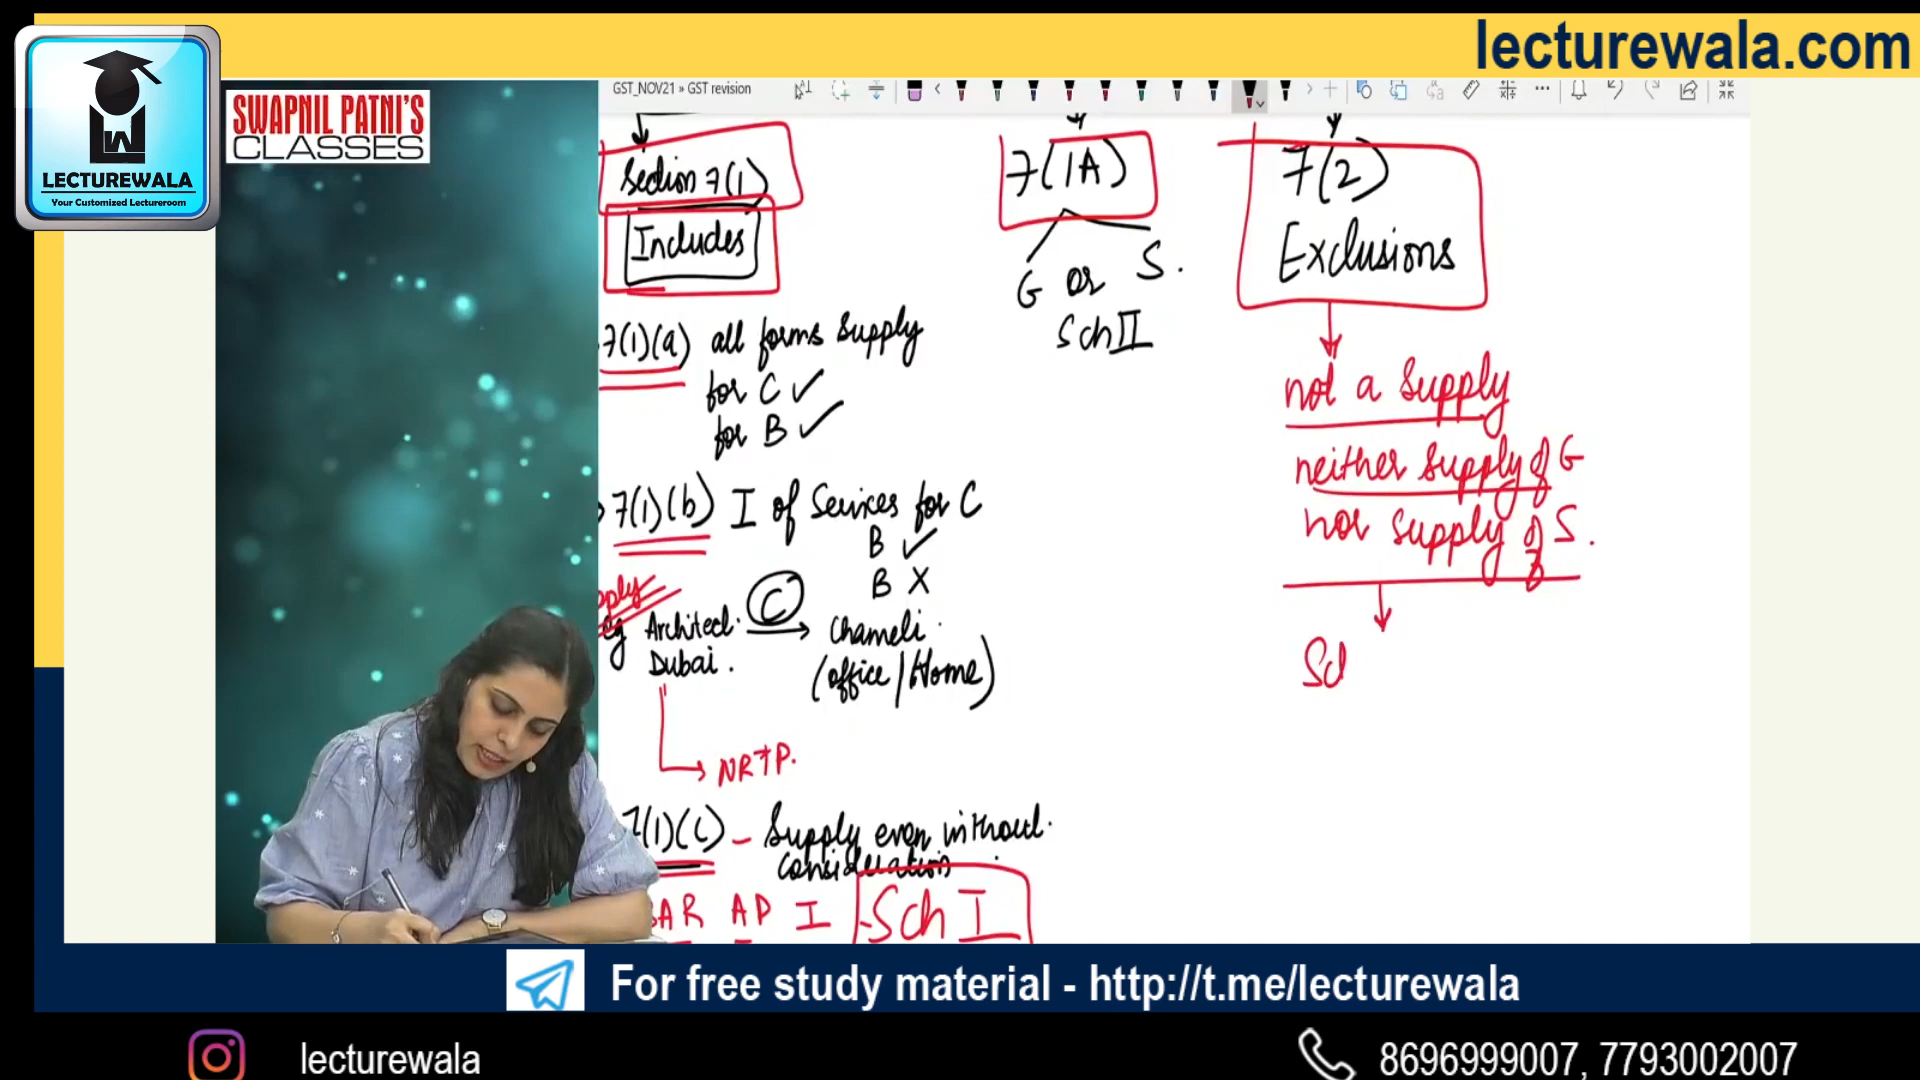 lecturewala.com
SWAPNIL PATNI'S
CLASSES
LECTUREWALA
Your Customized Lectureroom
GST_NOV21 » GST revision
Section 7(1)
Includes
7(1)(a) all forms supply
for C ✓
for B ✓
7(1)(b) I of Services for C
B ✓
B X
Eg Architect. C Chameli.
Dubai. (office/Home)
NRTP.
7(1)(c) - Supply even without
consideration
AR AD I Sch I
7(1A)
G or S.
Sch II
7(2)
Exclusions
not a supply
neither supply of G
nor supply of S.
Sc
For free study material - http://t.me/lecturewala
lecturewala
8696999007, 7793002007